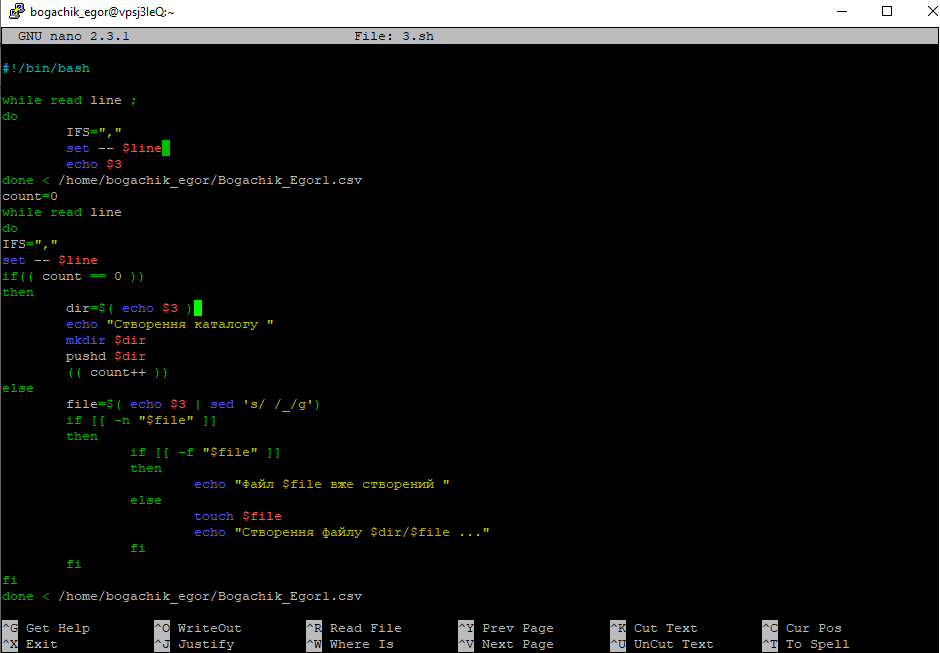 bogachik_egor@vpsj3leQ:~
GNU nano 2.3.1 File: 3.sh
#!/bin/bash
while read line ;
do
IFS=","
set -- $line
echo $3
done < /home/bogachik_egor/Bogachik_Egor1.csv
count=0
while read line
do
IFS=","
set -- $line
if(( count == 0 ))
then
dir=$( echo $3 )
echo "Створення каталогу "
mkdir $dir
pushd $dir
(( count++ ))
else
file=$( echo $3 | sed 's/ /_/g')
if [[ -n "$file" ]]
then
if [[ -f "$file" ]]
then
echo "Файл $file вже створений "
else
touch $file
echo "Створення файлу $dir/$file ..."
fi
fi
fi
done < /home/bogachik_egor/Bogachik_Egor1.csv
^G Get Help ^O WriteOut ^R Read File ^Y Prev Page ^K Cut Text ^C Cur Pos
^X Exit ^J Justify ^W Where Is ^V Next Page ^U UnCut Text ^T To Spell